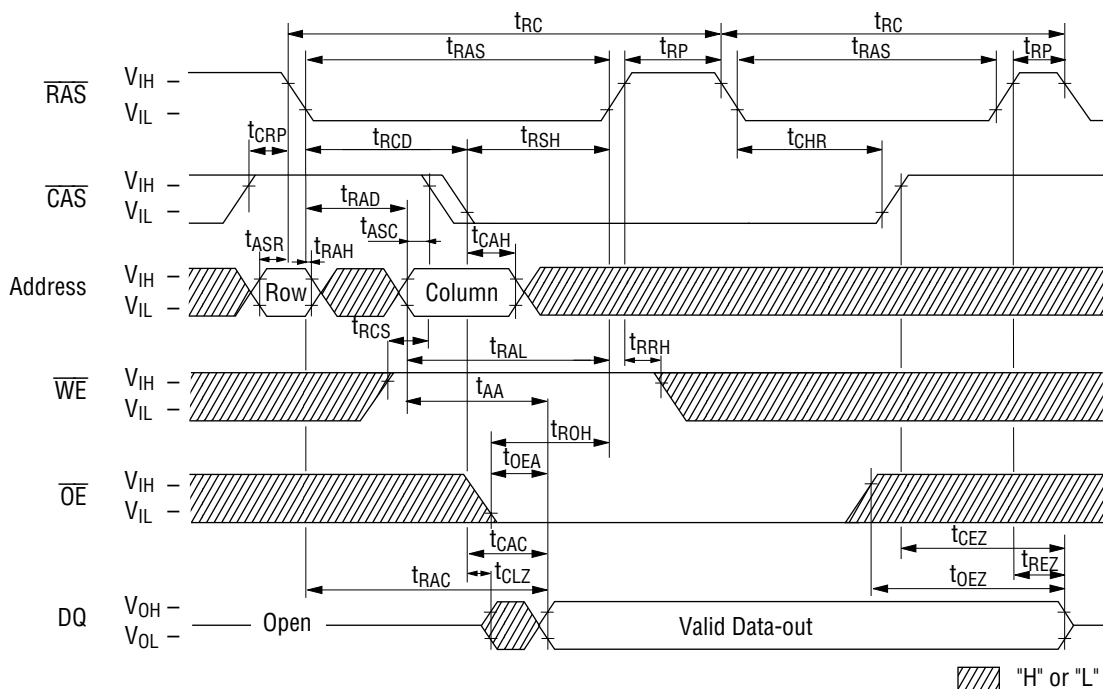 tRC tRC
tRAS tRP tRAS tRP
RAS VIH –
VIL –
tCRP tRCD tRSH tCHR
CAS VIH –
VIL –
tRAD
tASC
tASR tRAH tCAH
Address VIH –
VIL –
Row Column
tRCS tRAL tRRH
WE VIH –
VIL –
tAA
tROH
tOEA
OE VIH –
VIL –
tCAC tCEZ
tRAC tCLZ tOEZ tREZ
DQ VOH –
VOL –
Open Valid Data-out
"H" or "L"